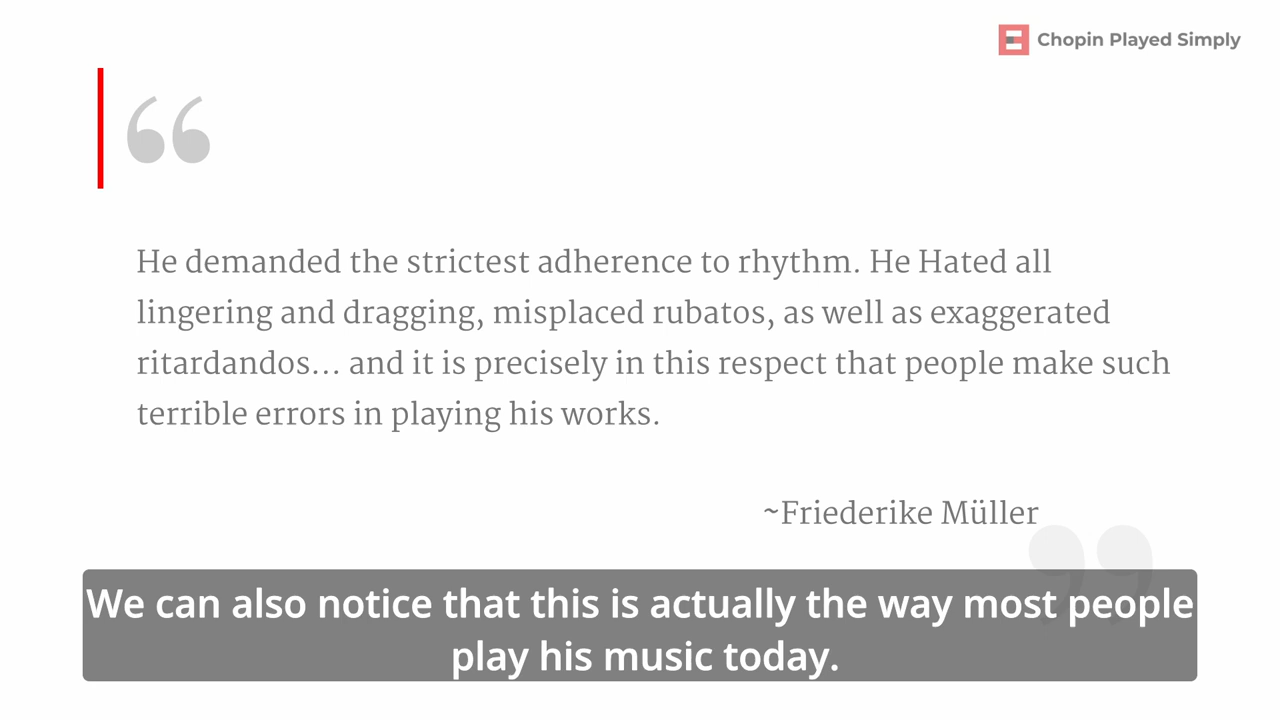 Chopin Played Simply
“
He demanded the strictest adherence to rhythm. He Hated all
lingering and dragging, misplaced rubatos, as well as exaggerated
ritardandos... and it is precisely in this respect that people make such
terrible errors in playing his works.
~Friederike Müller
”
We can also notice that this is actually the way most people
play his music today.